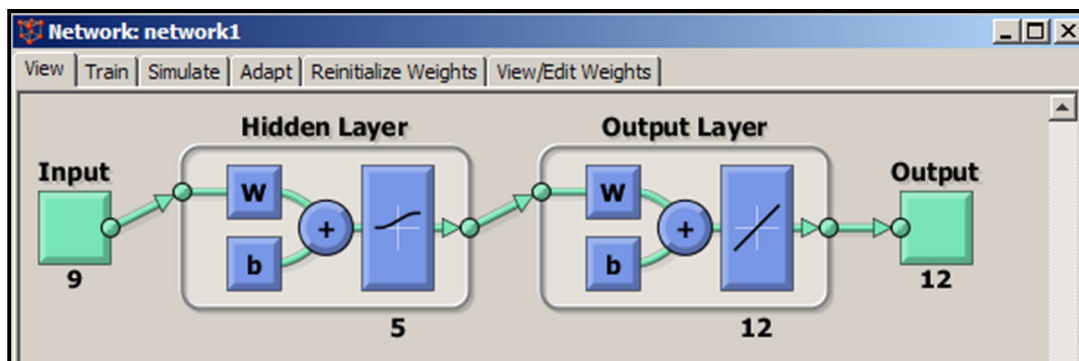 Network: network1
View Train Simulate Adapt Reinitialize Weights View/Edit Weights
Hidden Layer Output Layer
Input Output
W W
+ +
b b
9 12
5 12